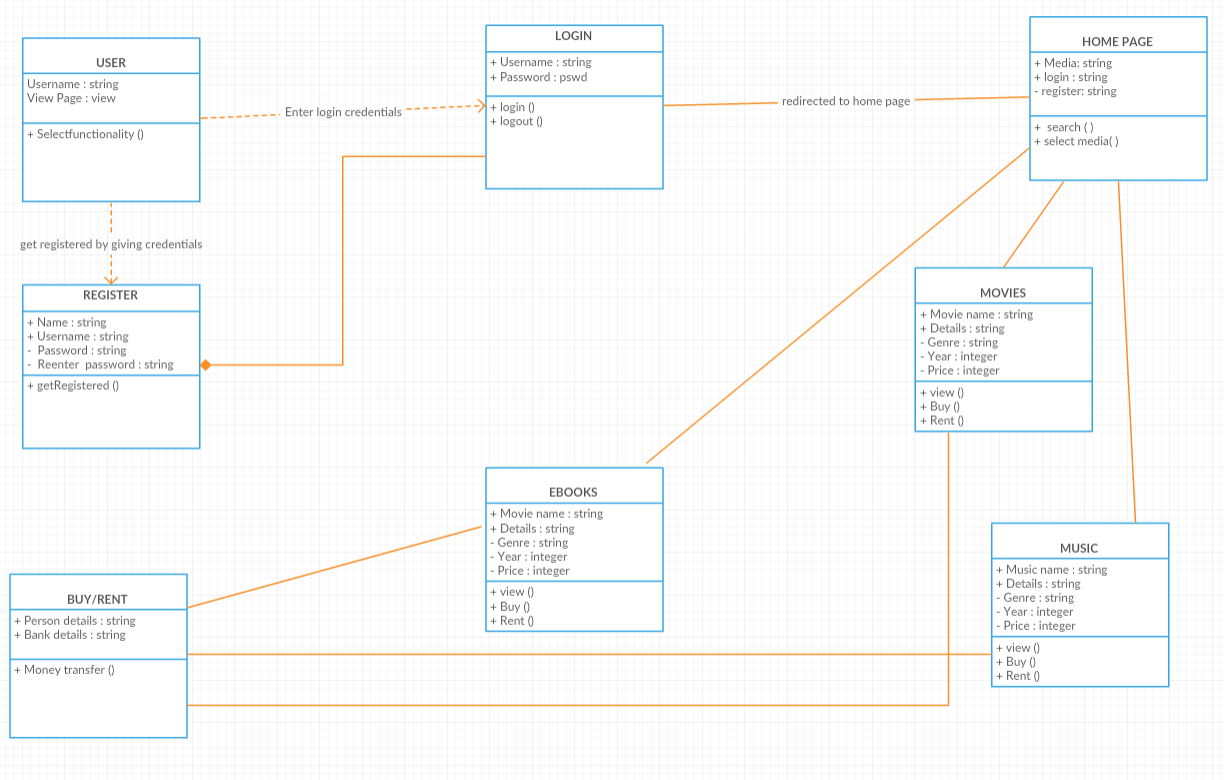 USER
Username : string
View Page : view
+ Selectfunctionality ()
Enter login credentials
LOGIN
+ Username : string
+ Password : pswd
+ login ()
+ logout ()
redirected to home page
HOME PAGE
+ Media: string
+ login : string
- register: string
+ search ( )
+ select media( )
get registered by giving credentials
REGISTER
+ Name : string
+ Username : string
- Password : string
- Reenter password : string
+ getRegistered ()
MOVIES
+ Movie name : string
+ Details : string
- Genre : string
- Year : integer
- Price : integer
+ view ()
+ Buy ()
+ Rent ()
EBOOKS
+ Movie name : string
+ Details : string
- Genre : string
- Year : integer
- Price : integer
+ view ()
+ Buy ()
+ Rent ()
MUSIC
+ Music name : string
+ Details : string
- Genre : string
- Year : integer
- Price : integer
+ view ()
+ Buy ()
+ Rent ()
BUY/RENT
+ Person details : string
+ Bank details : string
+ Money transfer ()